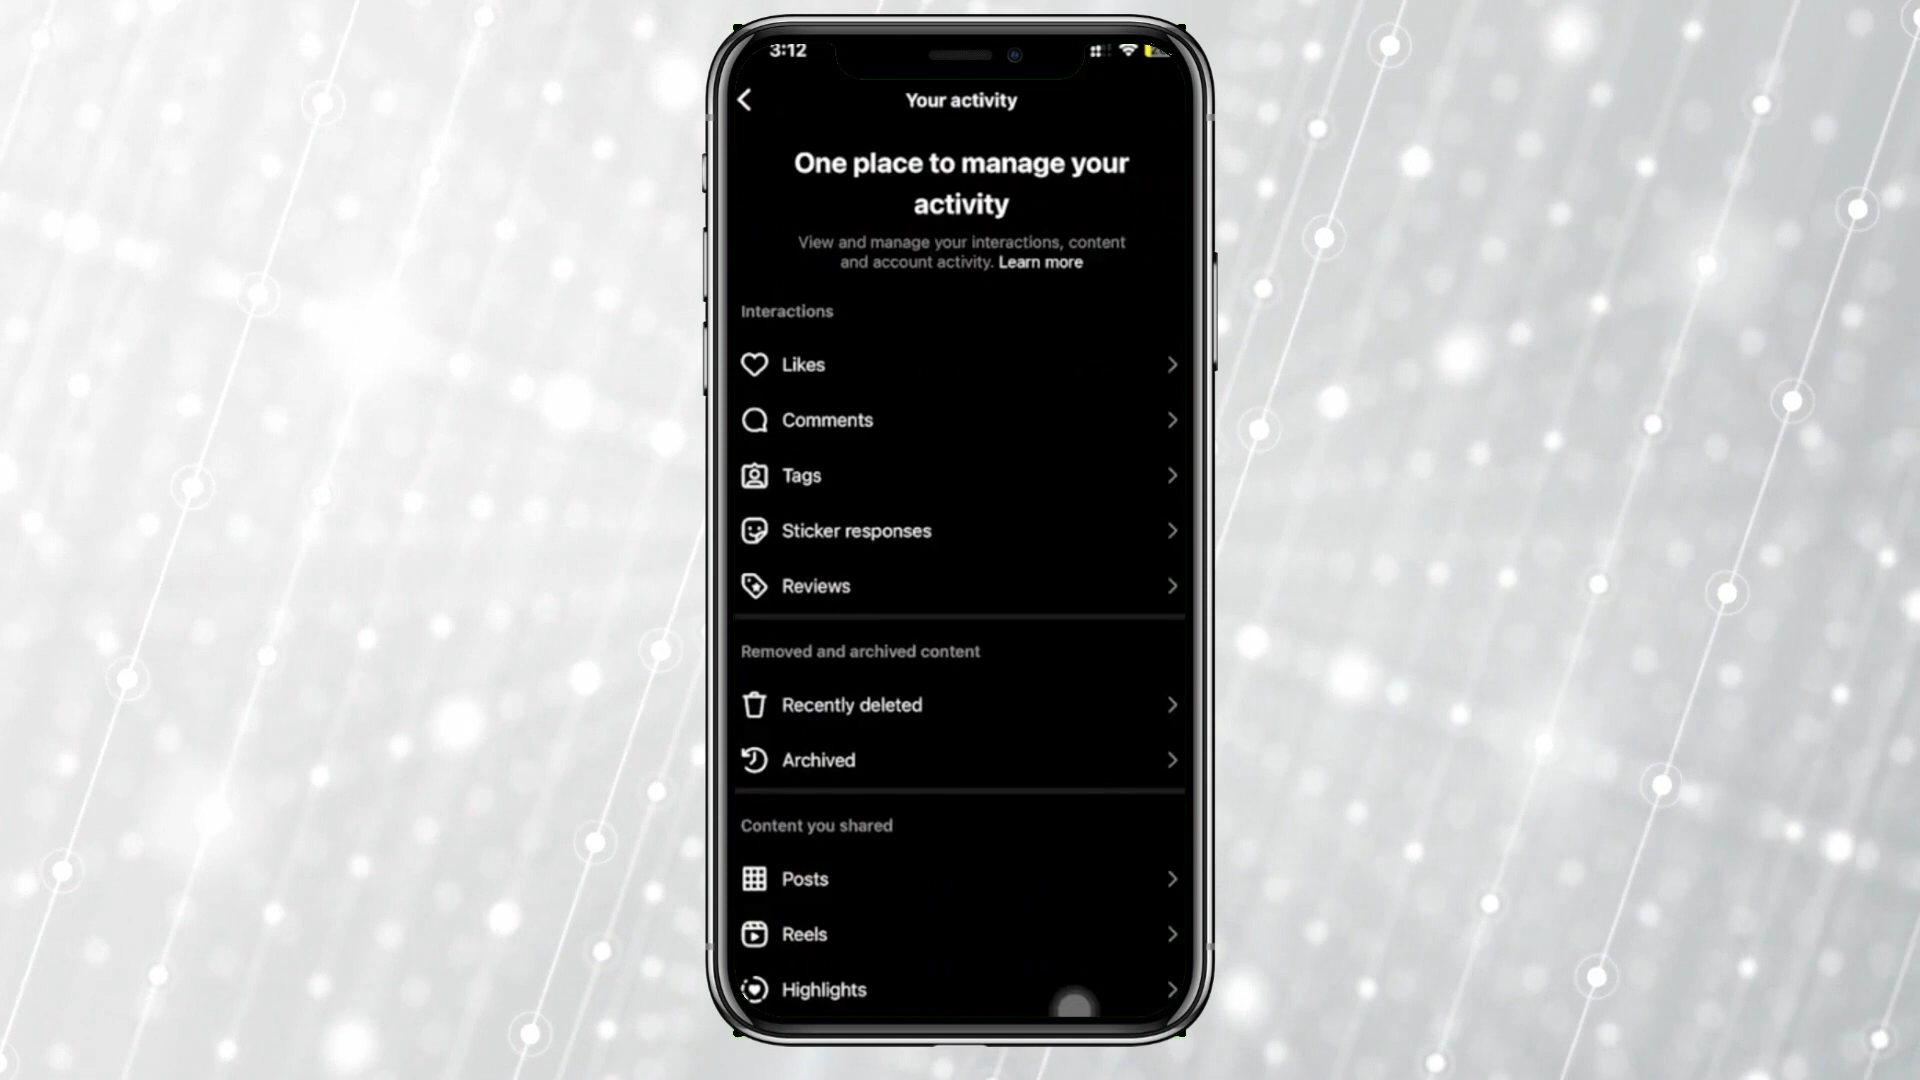 3:12
Your activity
One place to manage your
activity
View and manage your interactions, content
and account activity. Learn more
Interactions
Likes
Comments
Tags
Sticker responses
Reviews
Removed and archived content
Recently deleted
Archived
Content you shared
Posts
Reels
Highlights